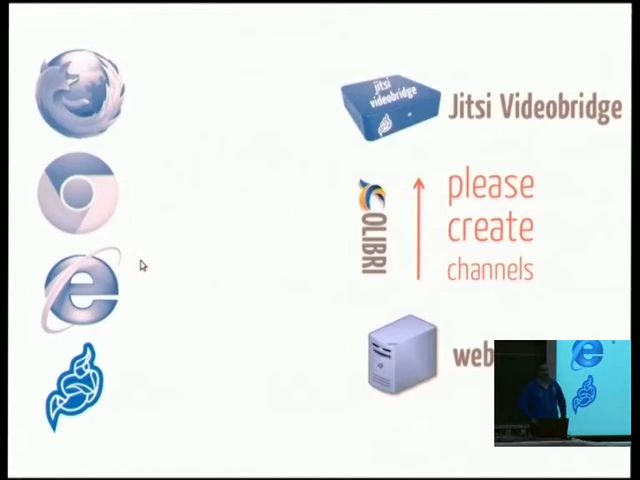 jitsi
videobridge
Jitsi Videobridge
please
create
channels
COLIBRI
web